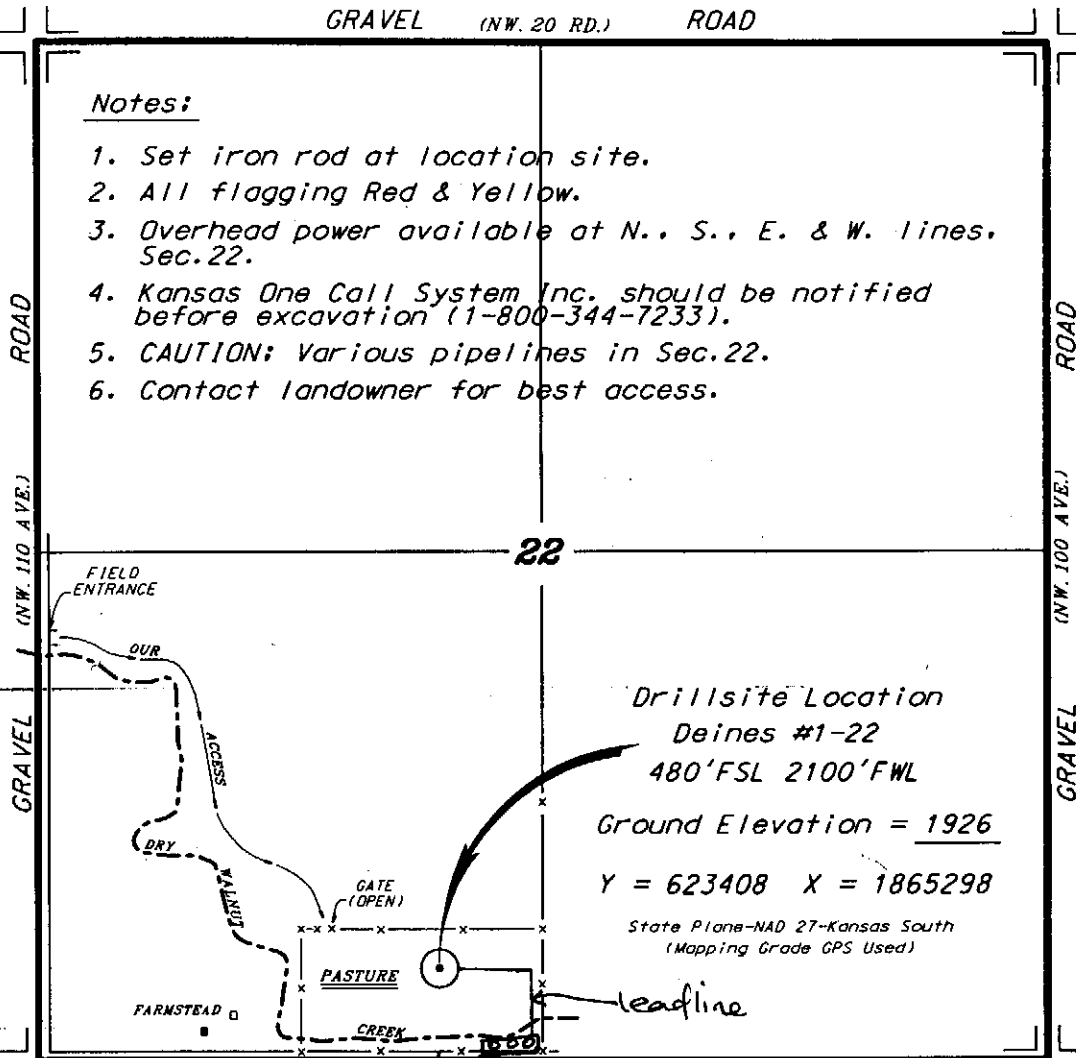 GRAVEL (NW. 20 RD.) ROAD
Notes:
1. Set iron rod at location site.
2. All flagging Red & Yellow.
3. Overhead power available at N., S., E. & W. lines,
Sec.22.
4. Kansas One Call System Inc. should be notified
before excavation (1-800-344-7233).
5. CAUTION: Various pipelines in Sec.22.
6. Contact landowner for best access.
GRAVEL (NW. 110 AVE.) ROAD
GRAVEL (NW. 100 AVE.) ROAD
22
FIELD
ENTRANCE
OUR
ACCESS
DRY
WALNUT
CREEK
GATE
(OPEN)
PASTURE
FARMSTEAD
Drillsite Location
Deines #1-22
480'FSL 2100'FWL
Ground Elevation = 1926
Y = 623408 X = 1865298
State Plane-NAD 27-Kansas South
(Mapping Grade GPS Used)
leadline